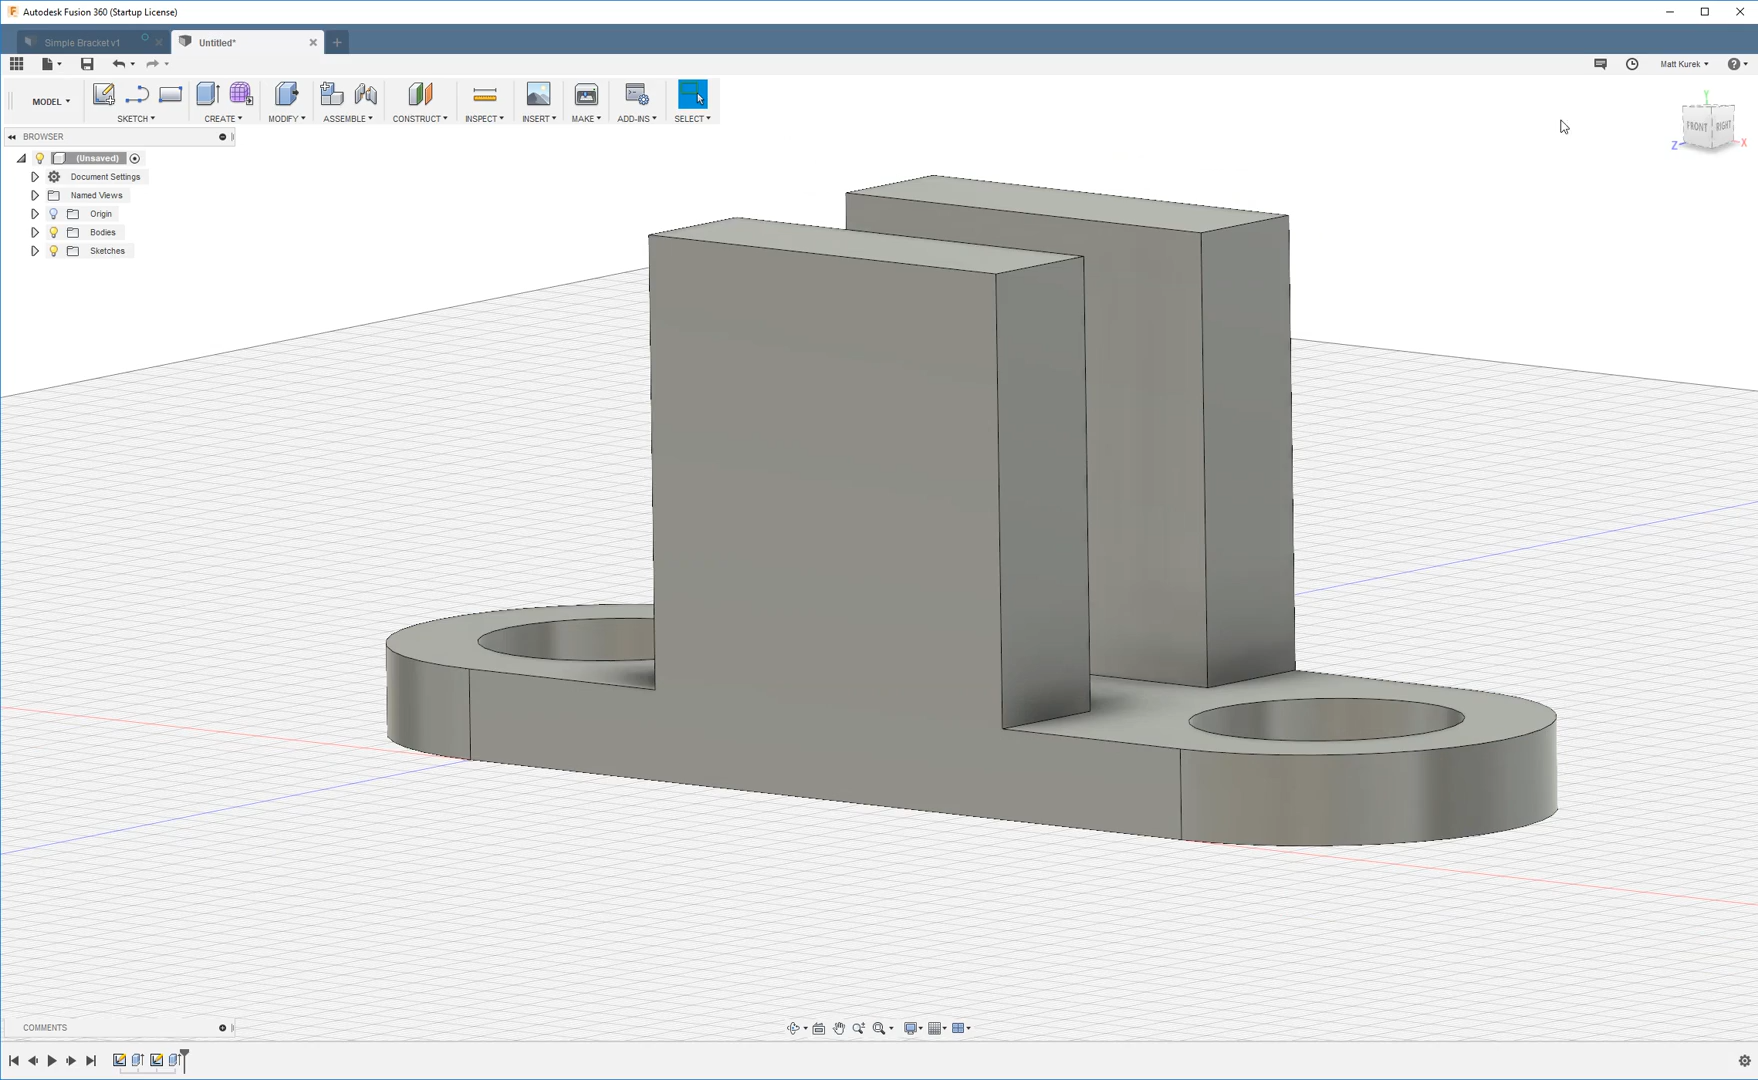 Autodesk Fusion 360 (Startup License)
Simple Bracket v1
Untitled*
Matt Kurek
MODEL
SKETCH
CREATE
MODIFY
ASSEMBLE
CONSTRUCT
INSPECT
INSERT
MAKE
ADD-INS
SELECT
BROWSER
(Unsaved)
Document Settings
Named Views
Origin
Bodies
Sketches
Y
FRONT
RIGHT
Z
X
COMMENTS